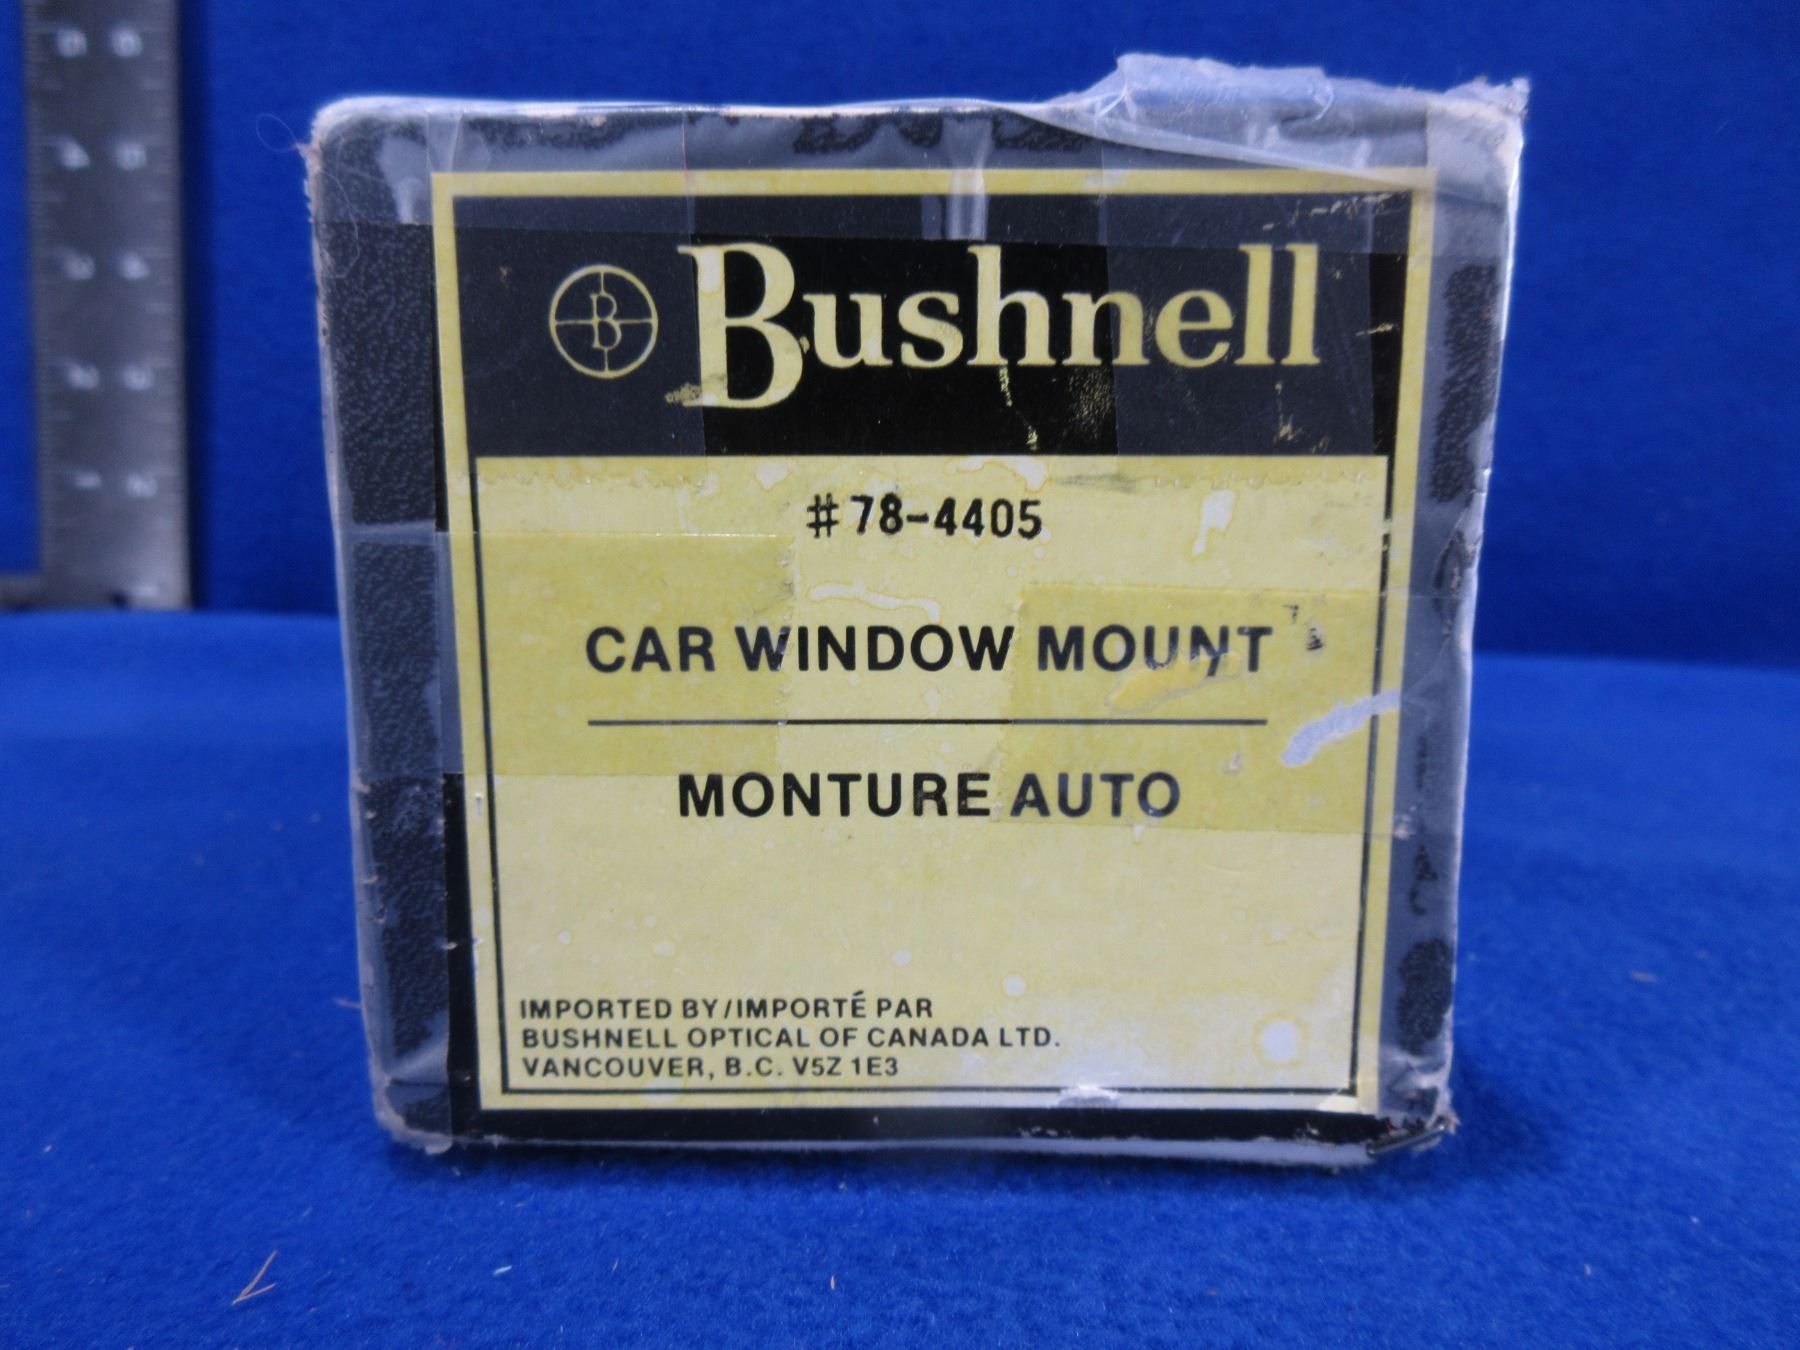 B Bushnell
#78-4405
CAR WINDOW MOUNT
MONTURE AUTO
IMPORTED BY/IMPORTÉ PAR
BUSHNELL OPTICAL OF CANADA LTD.
VANCOUVER, B.C. V5Z 1E3